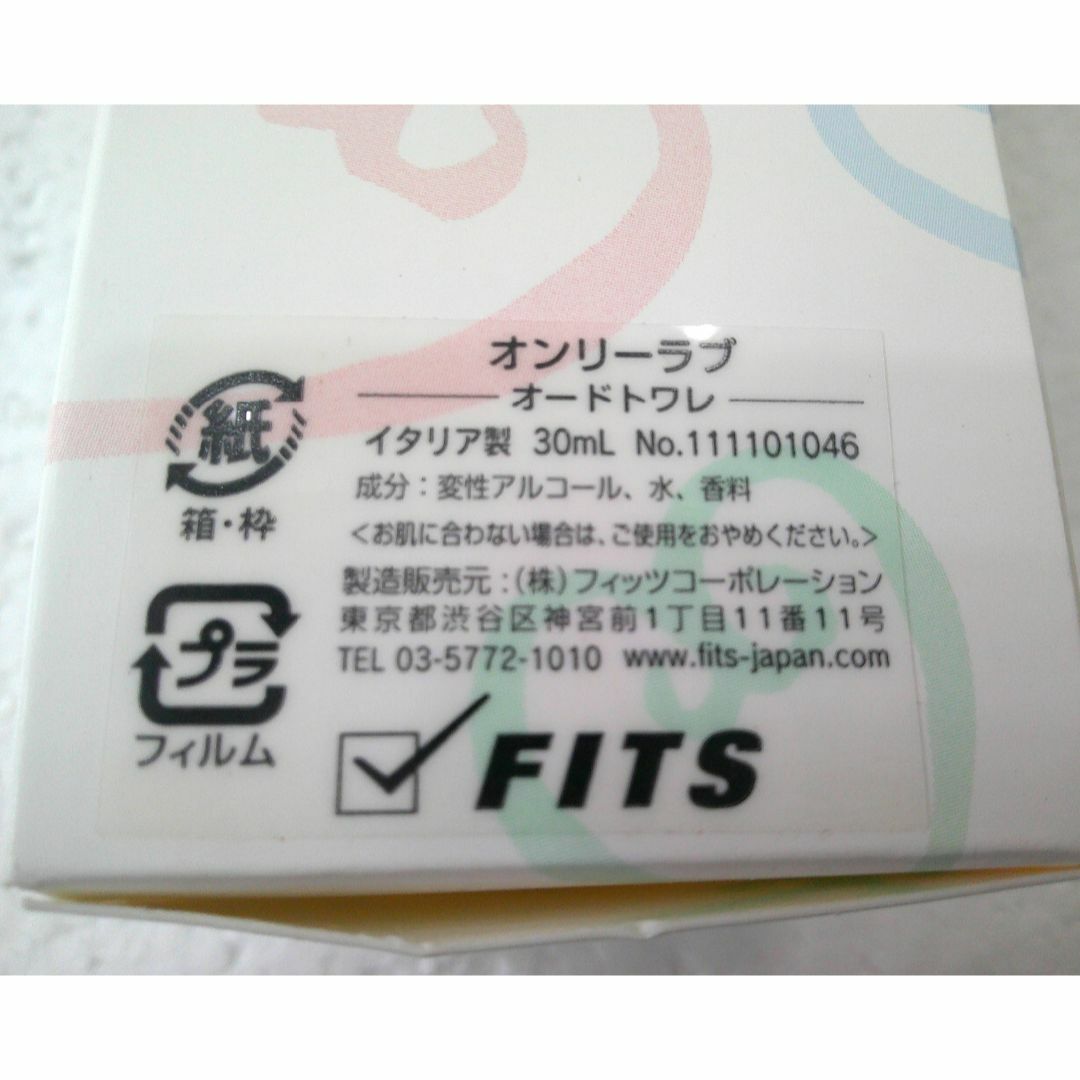 オンリーラブ
オードトワレ
イタリア製 30mL No.111101046
成分：変性アルコール、水、香料
<お肌に合わない場合は、ご使用をおやめください。>
製造販売元：(株)フィッツコーポレーション
東京都渋谷区神宮前1丁目11番11号
TEL 03-5772-1010 www.fits-japan.com
FITS
紙
箱・枠
プラ
フィルム